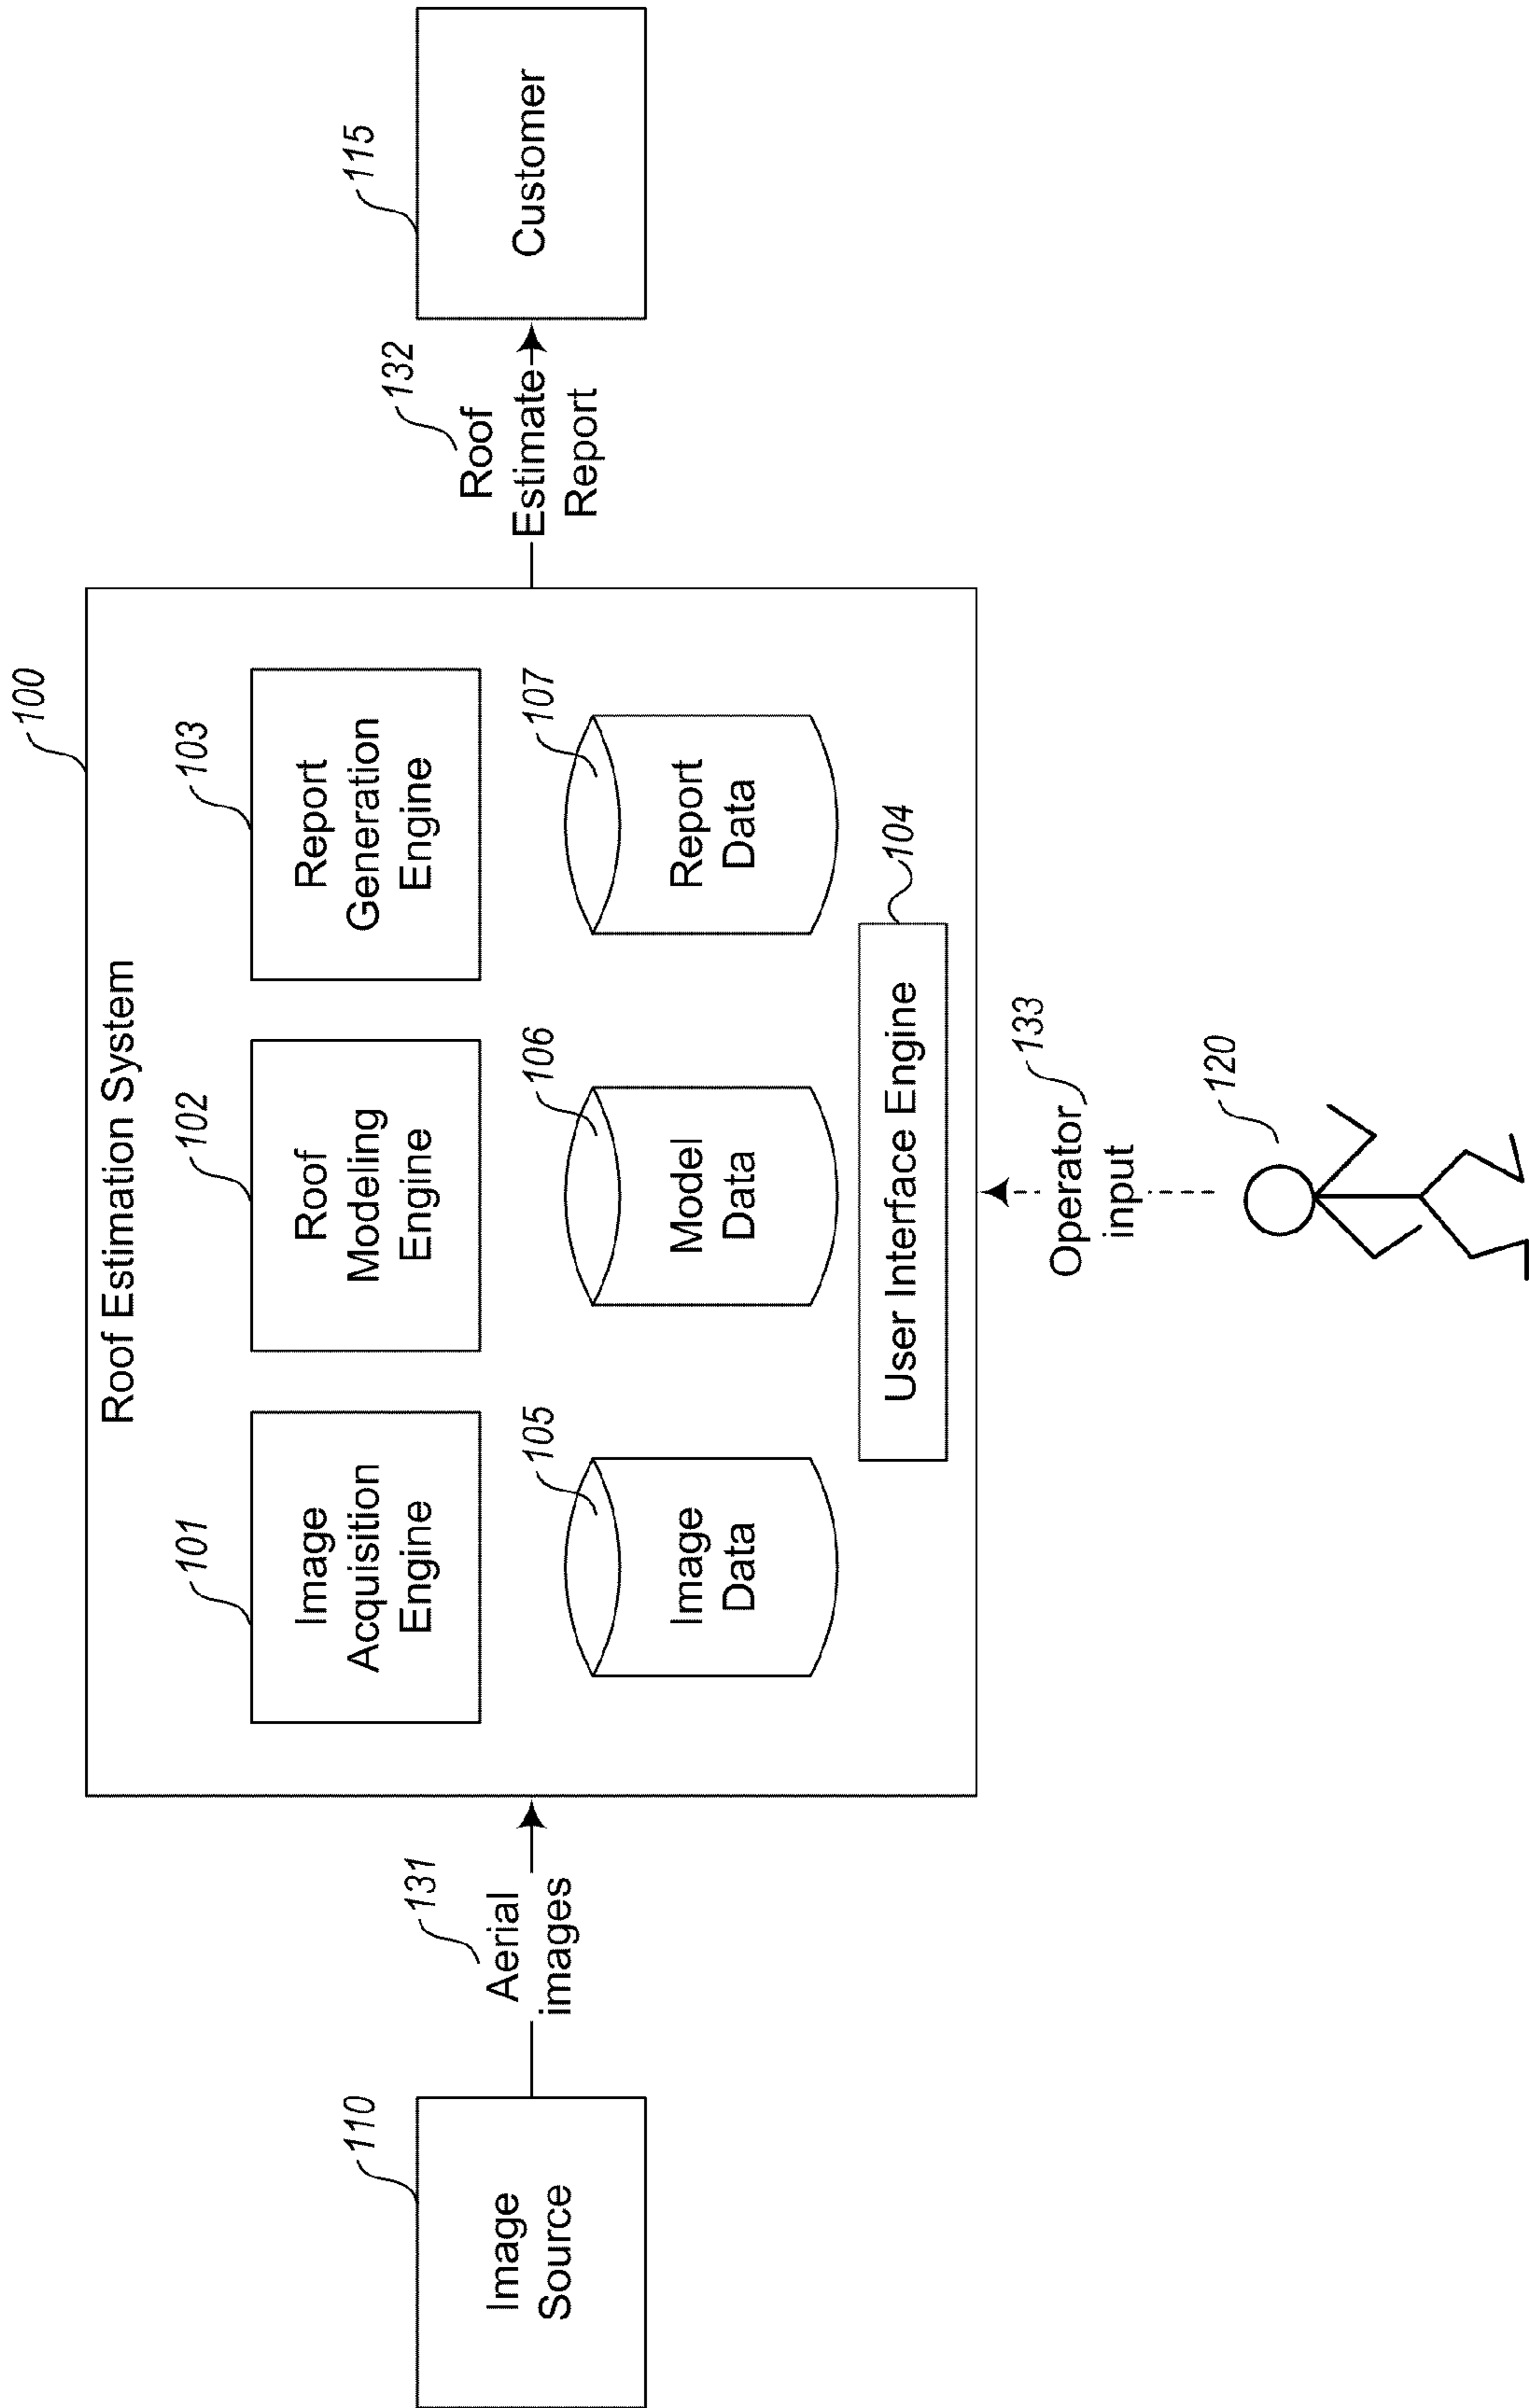 100
Roof Estimation System
101
Image
Acquisition
Engine
102
Roof
Modeling
Engine
103
Report
Generation
Engine
105
Image
Data
106
Model
Data
107
Report
Data
104
User Interface Engine
110
Image
Source
131
Aerial
images
132
Roof
Estimate
Report
115
Customer
Operator
input
133
120